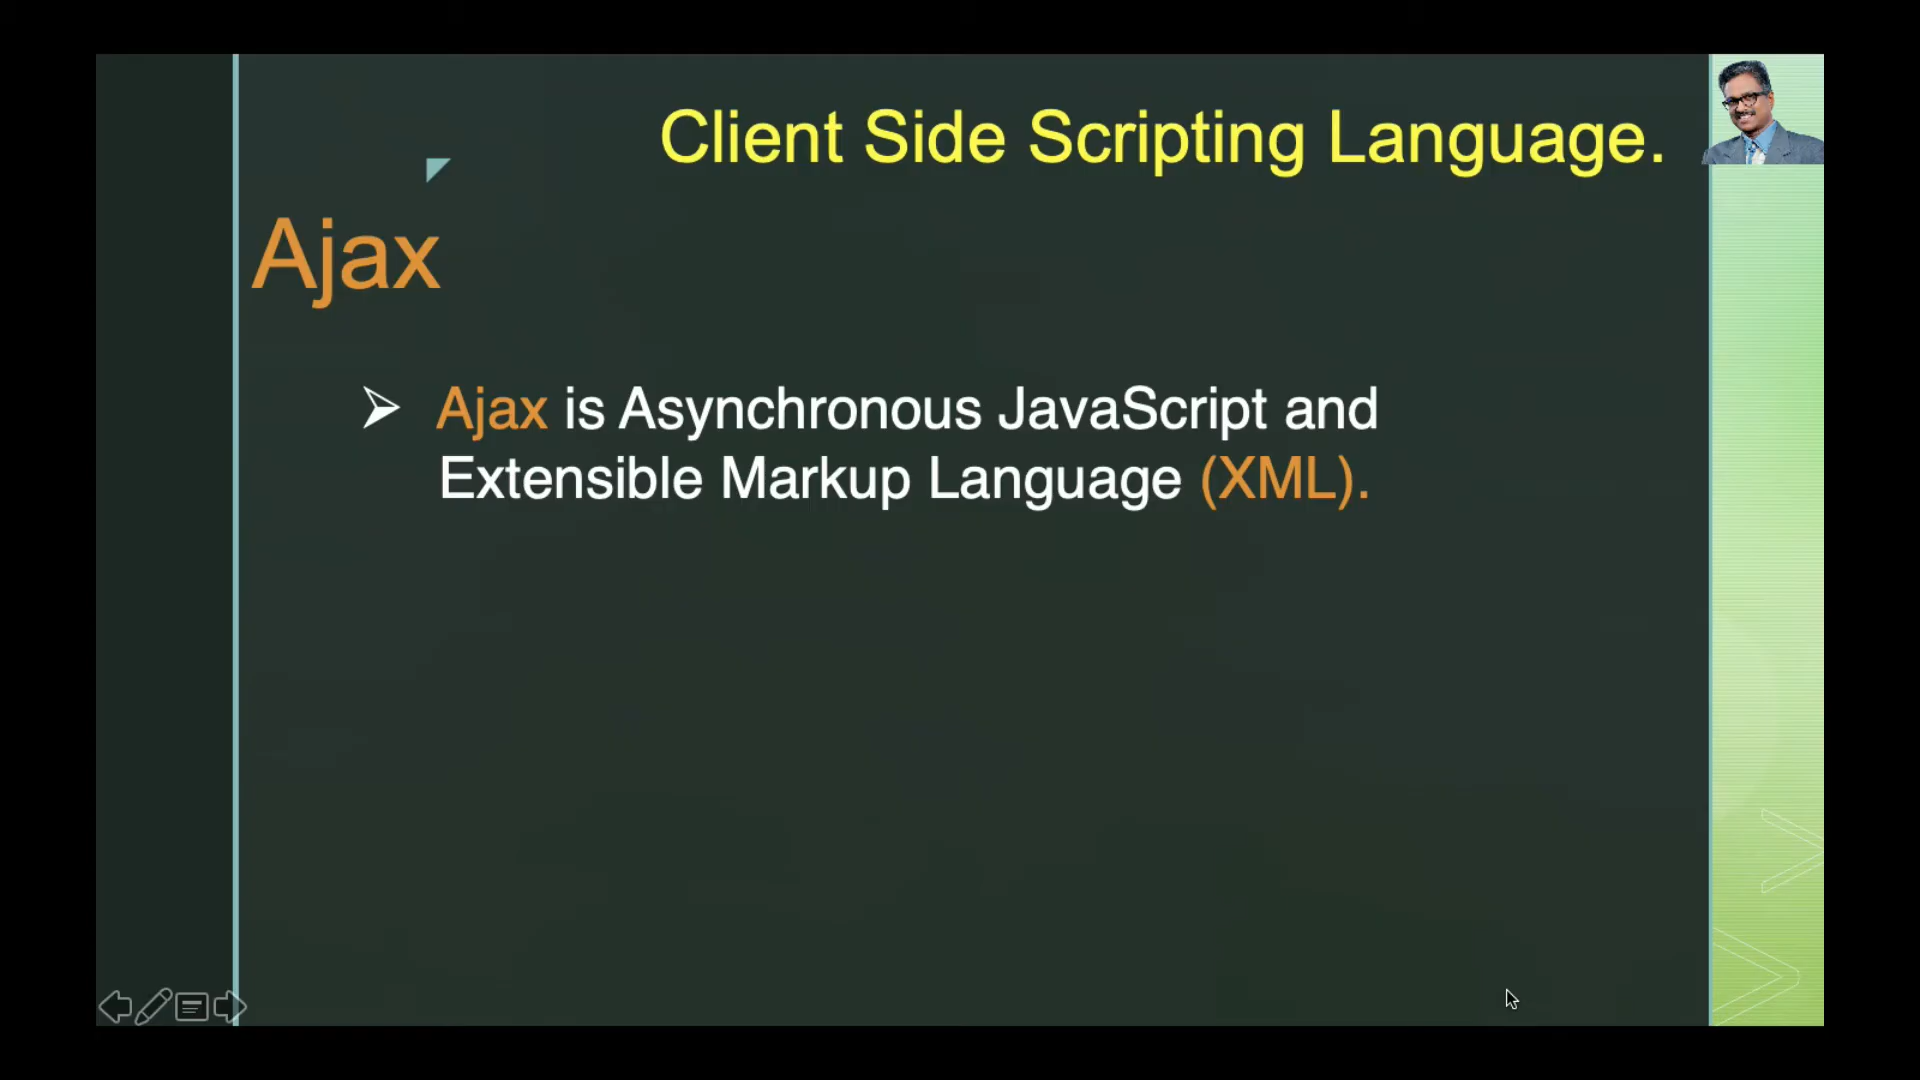 Client Side Scripting Language.
Ajax
Ajax is Asynchronous JavaScript and
Extensible Markup Language (XML).